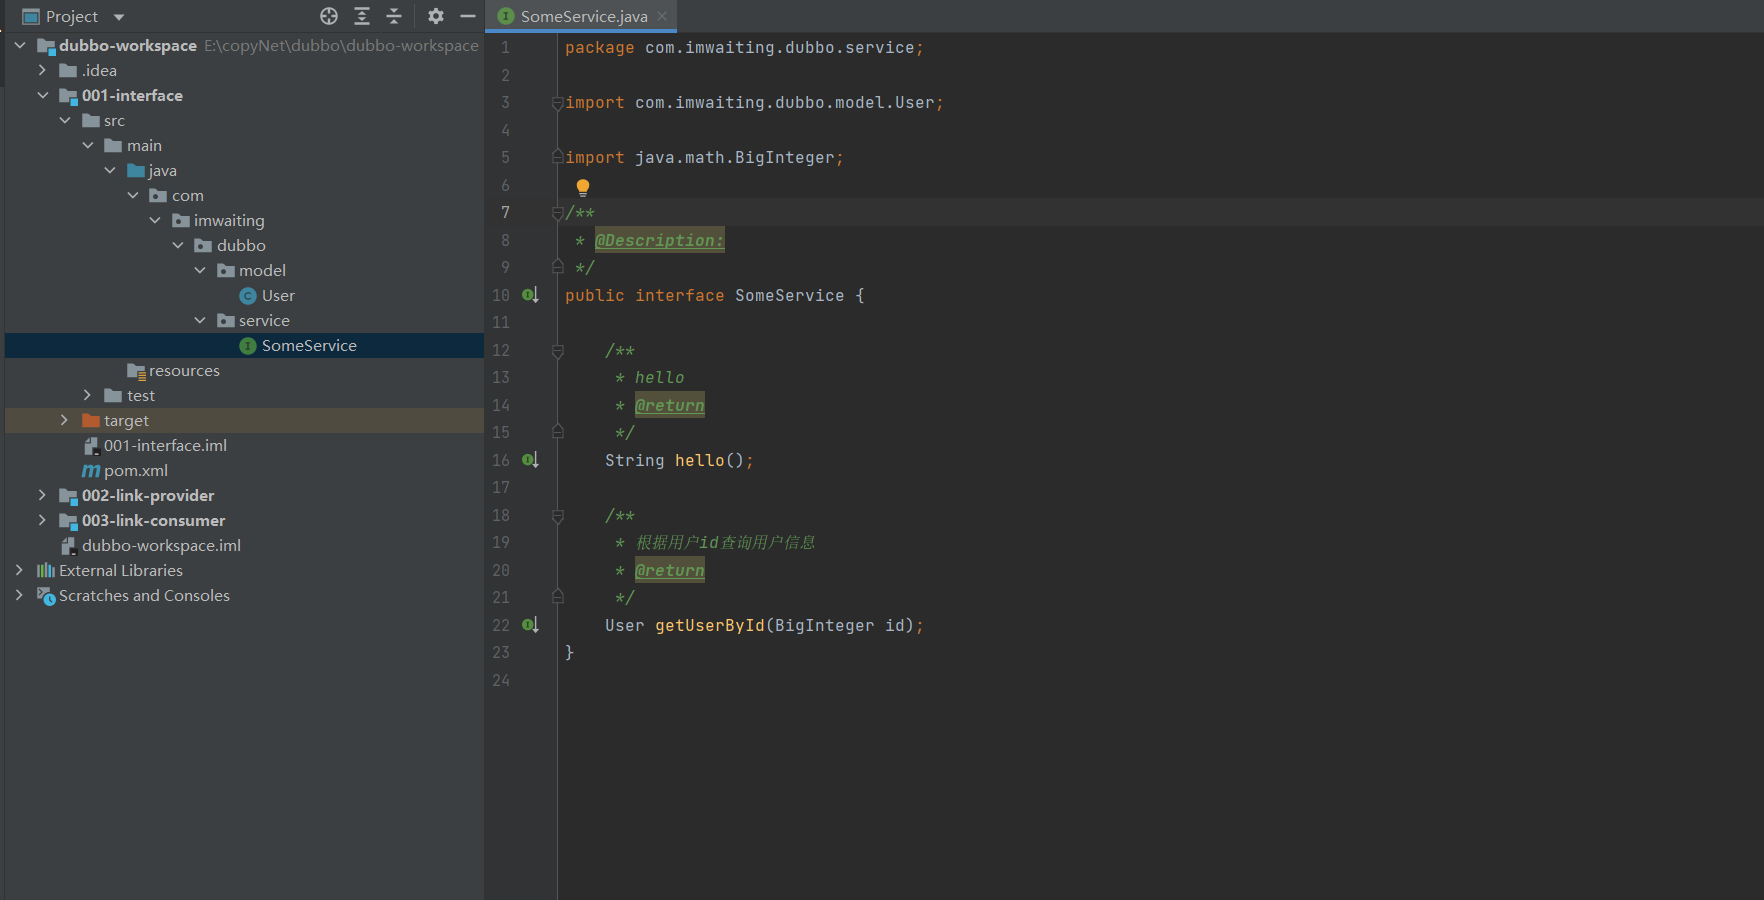 Project
dubbo-workspace E:\copyNet\dubbo\dubbo-workspace
.idea
001-interface
src
main
java
com
imwaiting
dubbo
model
User
service
SomeService
resources
test
target
001-interface.iml
pom.xml
002-link-provider
003-link-consumer
dubbo-workspace.iml
External Libraries
Scratches and Consoles
SomeService.java
1 package com.imwaiting.dubbo.service;
2
3 import com.imwaiting.dubbo.model.User;
4
5 import java.math.BigInteger;
6
7 /**
8 * @Description:
9 */
10 public interface SomeService {
11
12 /**
13 * hello
14 * @return
15 */
16 String hello();
17
18 /**
19 * 根据用户id查询用户信息
20 * @return
21 */
22 User getUserById(BigInteger id);
23 }
24